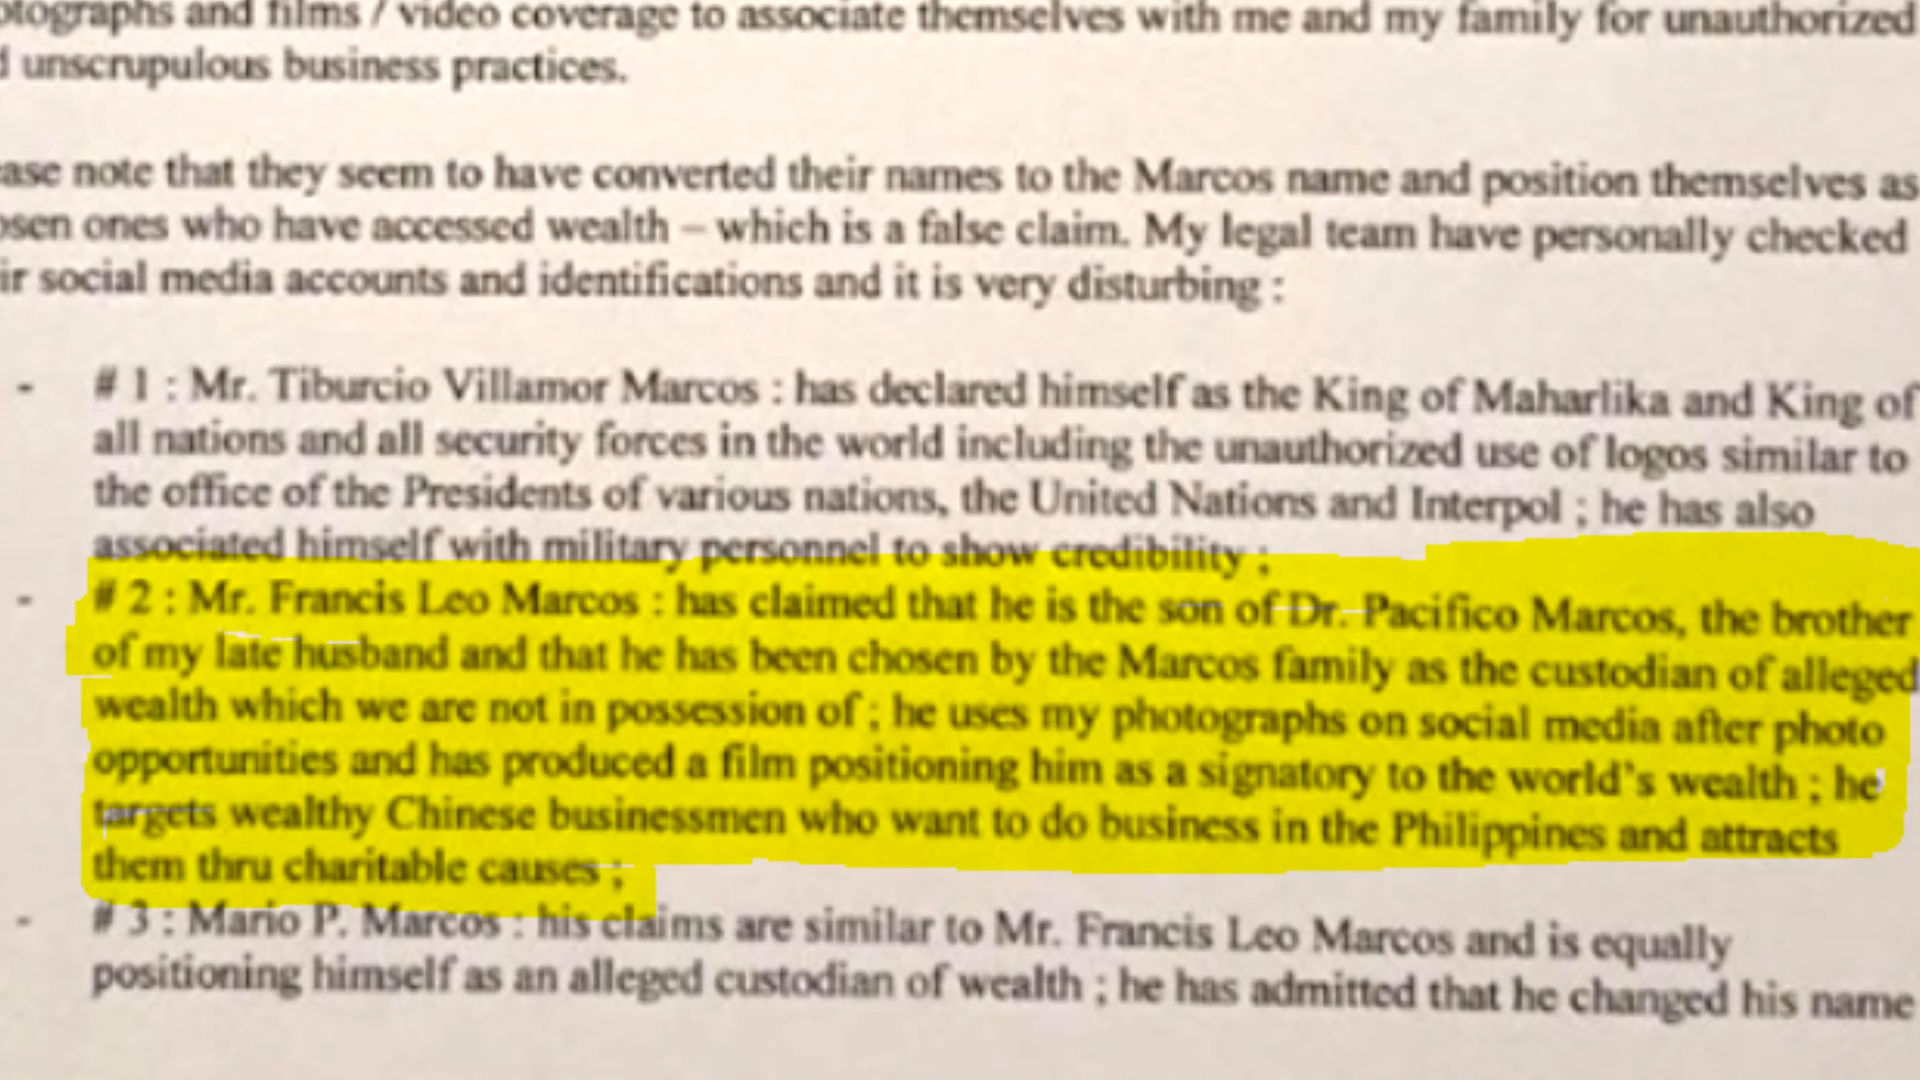 tographs and films / video coverage to associate themselves with me and my family for unauthorized
d unscrupulous business practices.
ase note that they seem to have converted their names to the Marcos name and position themselves as
osen ones who have accessed wealth – which is a false claim. My legal team have personally checked
ir social media accounts and identifications and it is very disturbing :
- # 1 : Mr. Tiburcio Villamor Marcos : has declared himself as the King of Maharlika and King of
all nations and all security forces in the world including the unauthorized use of logos similar to
the office of the Presidents of various nations, the United Nations and Interpol ; he has also
associated himself with military personnel to show credibility ;
- # 2 : Mr. Francis Leo Marcos : has claimed that he is the son of Dr. Pacifico Marcos, the brother
of my late husband and that he has been chosen by the Marcos family as the custodian of alleged
wealth which we are not in possession of ; he uses my photographs on social media after photo
opportunities and has produced a film positioning him as a signatory to the world's wealth ; he
targets wealthy Chinese businessmen who want to do business in the Philippines and attracts
them thru charitable causes ;
- # 3 : Mario P. Marcos : his claims are similar to Mr. Francis Leo Marcos and is equally
positioning himself as an alleged custodian of wealth ; he has admitted that he changed his name